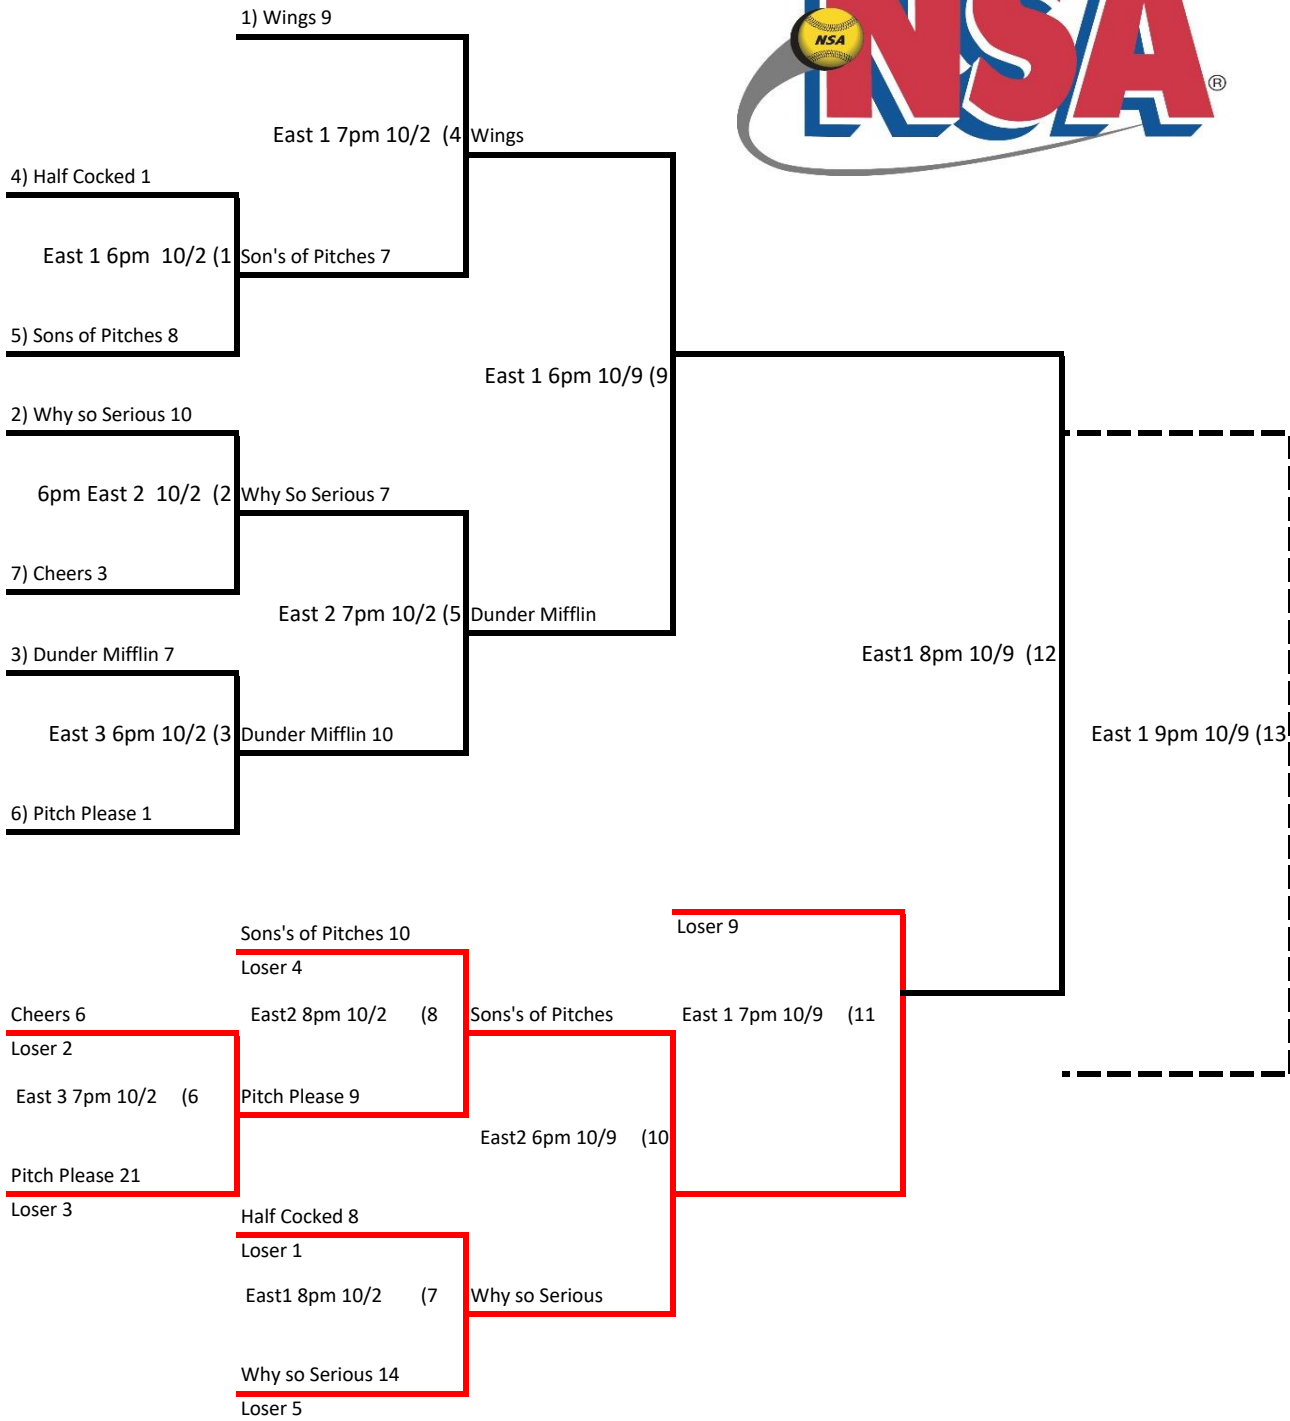 1) Wings 9
NSA
NSA
®
East 1 7pm 10/2 (4 Wings
4) Half Cocked 1
East 1 6pm 10/2 (1 Son's of Pitches 7
5) Sons of Pitches 8
East 1 6pm 10/9 (9
2) Why so Serious 10
6pm East 2 10/2 (2 Why So Serious 7
7) Cheers 3
East 2 7pm 10/2 (5 Dunder Mifflin
3) Dunder Mifflin 7
East1 8pm 10/9 (12
East 3 6pm 10/2 (3 Dunder Mifflin 10
East 1 9pm 10/9 (13
6) Pitch Please 1
Loser 9
Sons's of Pitches 10
Loser 4
Cheers 6
East2 8pm 10/2 (8
Sons's of Pitches
East 1 7pm 10/9 (11
Loser 2
East 3 7pm 10/2 (6
Pitch Please 9
East2 6pm 10/9 (10
Pitch Please 21
Loser 3
Half Cocked 8
Loser 1
East1 8pm 10/2 (7
Why so Serious
Why so Serious 14
Loser 5